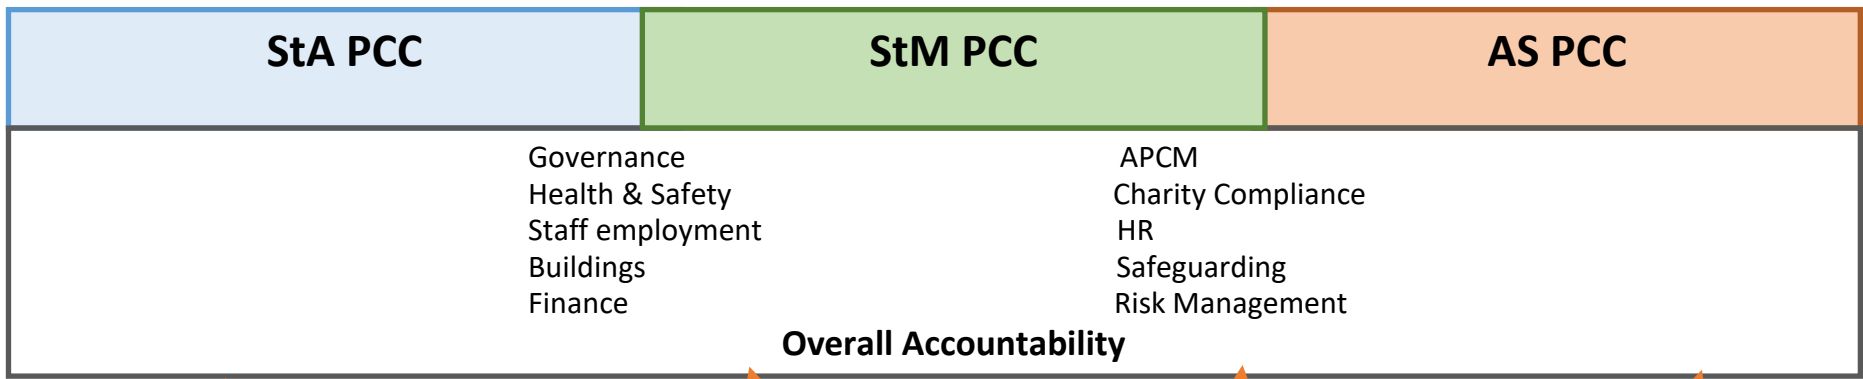 StA PCC StM PCC AS PCC
Governance APCM
Health & Safety Charity Compliance
Staff employment HR
Buildings Safeguarding
Finance Risk Management
Overall Accountability